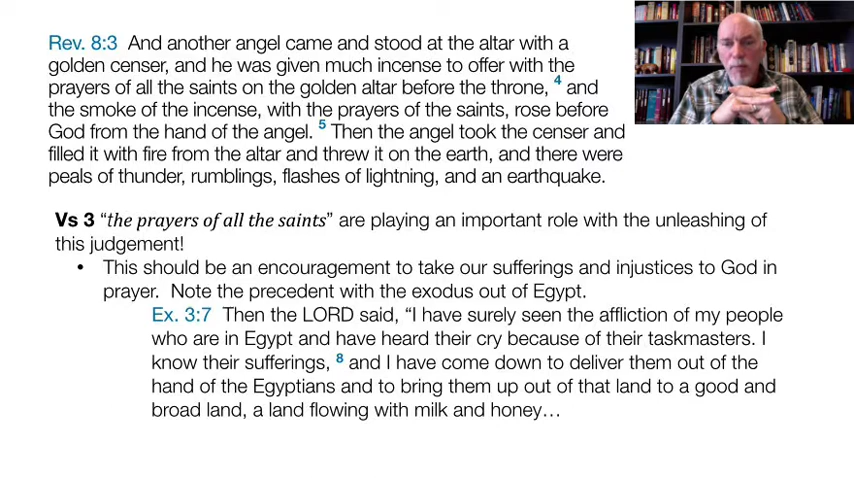 Rev. 8:3 And another angel came and stood at the altar with a
golden censer, and he was given much incense to offer with the
prayers of all the saints on the golden altar before the throne, 4 and
the smoke of the incense, with the prayers of the saints, rose before
God from the hand of the angel. 5 Then the angel took the censer and
filled it with fire from the altar and threw it on the earth, and there were
peals of thunder, rumblings, flashes of lightning, and an earthquake.
Vs 3 “the prayers of all the saints” are playing an important role with the unleashing of
this judgement!
• This should be an encouragement to take our sufferings and injustices to God in
prayer. Note the precedent with the exodus out of Egypt.
Ex. 3:7 Then the LORD said, “I have surely seen the affliction of my people
who are in Egypt and have heard their cry because of their taskmasters. I
know their sufferings, 8 and I have come down to deliver them out of the
hand of the Egyptians and to bring them up out of that land to a good and
broad land, a land flowing with milk and honey…